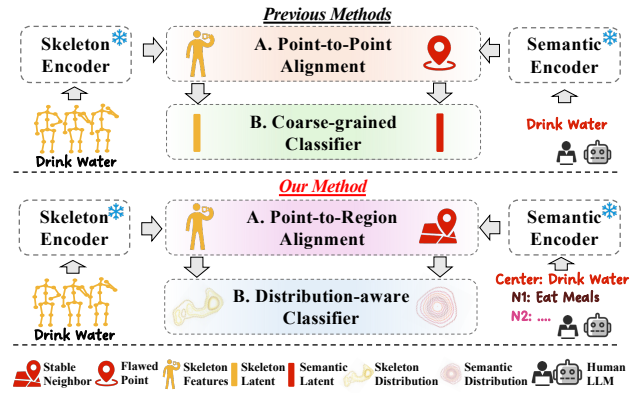 Previous Methods
Skeleton
Encoder
A. Point-to-Point
Alignment
Semantic
Encoder
B. Coarse-grained
Classifier
Drink Water
Drink Water
Our Method
Skeleton
Encoder
A. Point-to-Region
Alignment
Semantic
Encoder
B. Distribution-aware
Classifier
Drink Water
Center: Drink Water
N1: Eat Meals
N2: ....
Stable
Neighbor
Flawed
Point
Skeleton
Features
Skeleton
Latent
Semantic
Latent
Skeleton
Distribution
Semantic
Distribution
Human
LLM